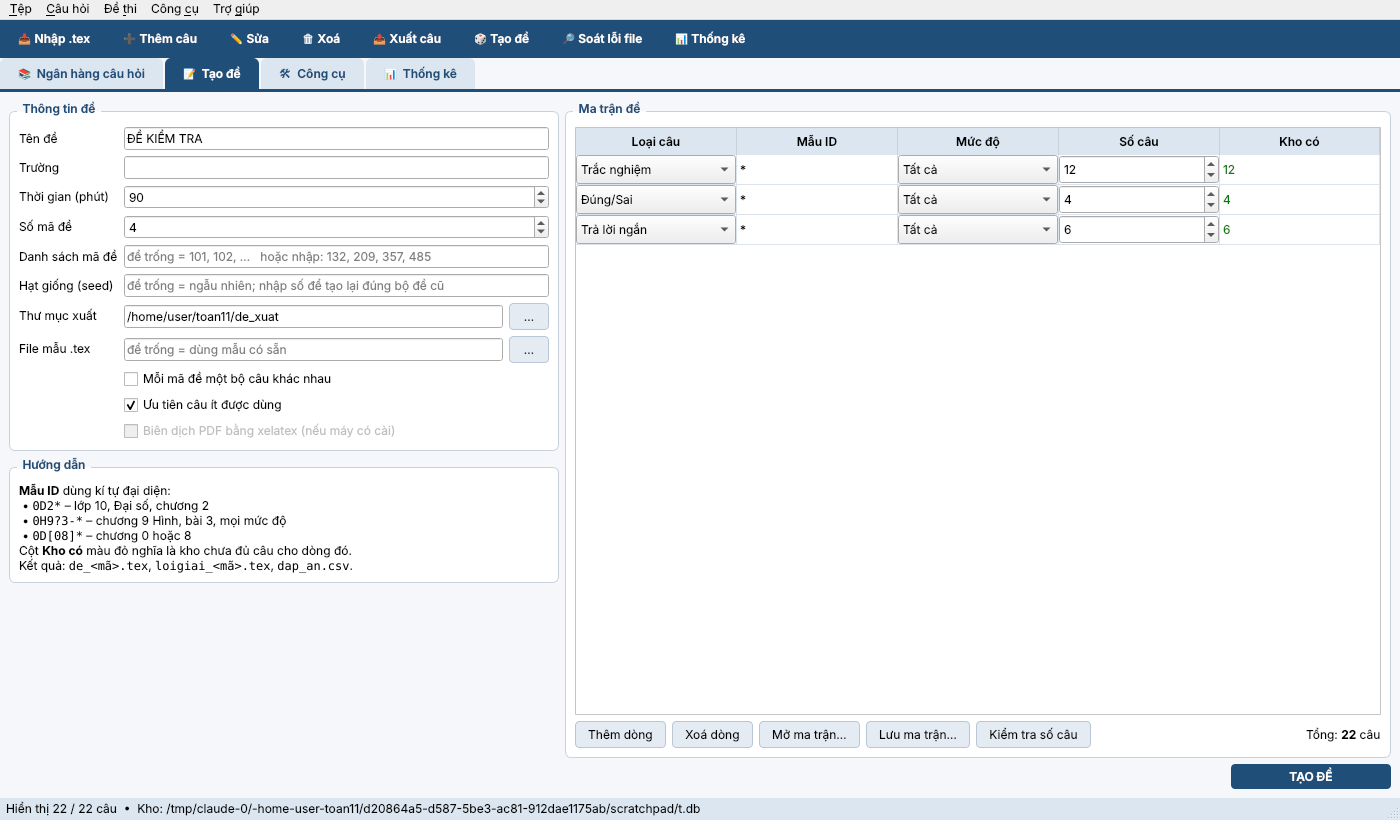 Tệp Câu hỏi Đề thi Công cụ Trợ giúp
Nhập .tex Thêm câu Sửa Xoá Xuất câu Tạo đề Soát lỗi file Thống kê
Ngân hàng câu hỏi Tạo đề Công cụ Thống kê
Thông tin đề
Tên đề ĐỀ KIỂM TRA
Trường
Thời gian (phút) 90
Số mã đề 4
Danh sách mã đề để trống = 101, 102, ... hoặc nhập: 132, 209, 357, 485
Hạt giống (seed) để trống = ngẫu nhiên; nhập số để tạo lại đúng bộ đề cũ
Thư mục xuất /home/user/toan11/de_xuat ...
File mẫu .tex để trống = dùng mẫu có sẵn ...
Mỗi mã đề một bộ câu khác nhau
✓ Ưu tiên câu ít được dùng
Biên dịch PDF bằng xelatex (nếu máy có cài)
Hướng dẫn
Mẫu ID dùng kí tự đại diện:
• 0D2* – lớp 10, Đại số, chương 2
• 0H9?3-* – chương 9 Hình, bài 3, mọi mức độ
• 0D[08]* – chương 0 hoặc 8
Cột Kho có màu đỏ nghĩa là kho chưa đủ câu cho dòng đó.
Kết quả: de_<mã>.tex, loigiai_<mã>.tex, dap_an.csv.
Ma trận đề
Loại câu Mẫu ID Mức độ Số câu Kho có
Trắc nghiệm * Tất cả 12 12
Đúng/Sai * Tất cả 4 4
Trả lời ngắn * Tất cả 6 6
Thêm dòng Xoá dòng Mở ma trận... Lưu ma trận... Kiểm tra số câu Tổng: 22 câu
TẠO ĐỀ
Hiển thị 22 / 22 câu • Kho: /tmp/claude-0/-home-user-toan11/d20864a5-d587-5be3-ac81-912dae1175ab/scratchpad/t.db